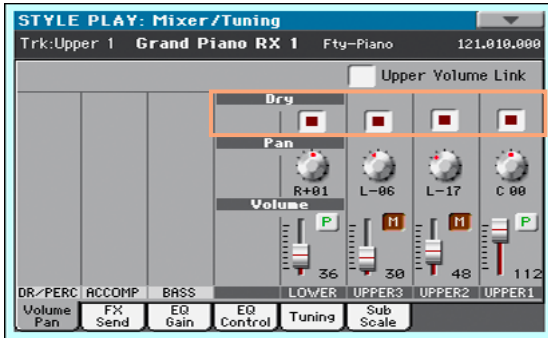 STYLE PLAY: Mixer/Tuning
Trk:Upper 1 Grand Piano RX 1 Fty-Piano 121.010.000
Upper Volume Link
Dry
Pan
R+01 L-06 L-17 C 00
Volume
P M M P
36 30 48 112
DR/PERC ACCOMP BASS LOWER UPPER3 UPPER2 UPPER1
Volume Pan FX Send EQ Gain EQ Control Tuning Sub Scale